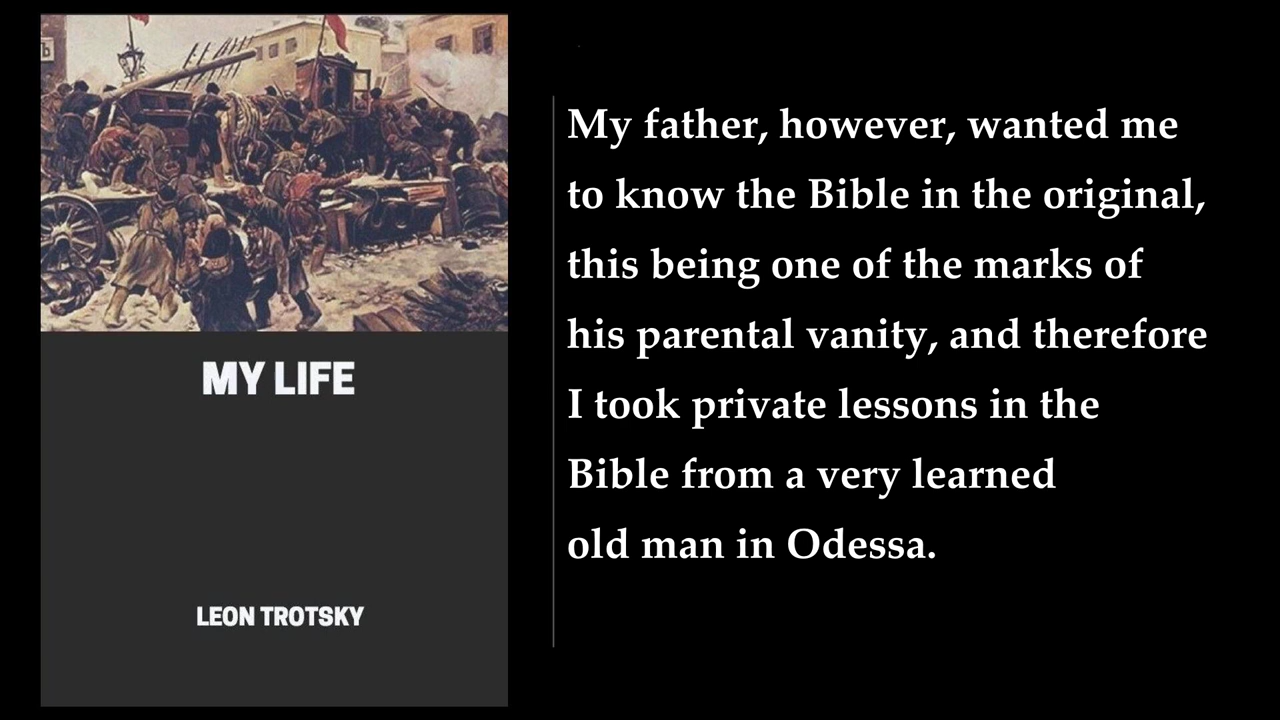 MY LIFE
LEON TROTSKY
My father, however, wanted me
to know the Bible in the original,
this being one of the marks of
his parental vanity, and therefore
I took private lessons in the
Bible from a very learned
old man in Odessa.